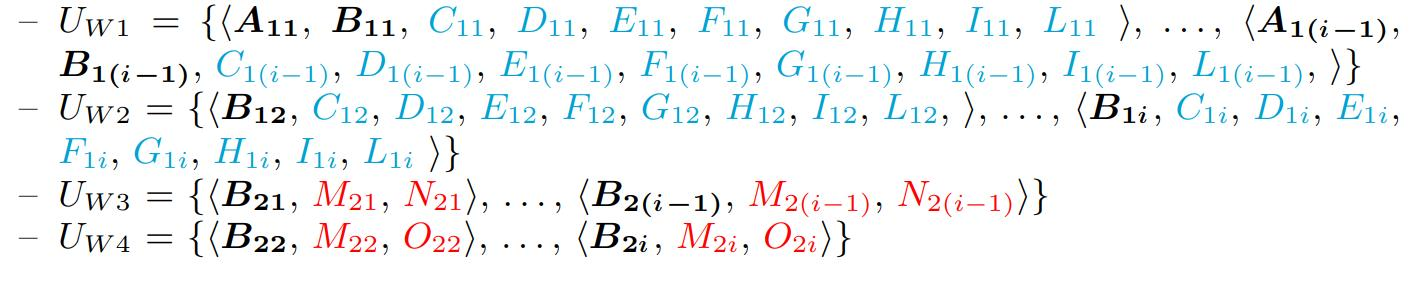 – U_{W1} = {⟨A_{11}, B_{11}, C_{11}, D_{11}, E_{11}, F_{11}, G_{11}, H_{11}, I_{11}, L_{11} ⟩, ..., ⟨A_{1(i−1)},
B_{1(i−1)}, C_{1(i−1)}, D_{1(i−1)}, E_{1(i−1)}, F_{1(i−1)}, G_{1(i−1)}, H_{1(i−1)}, I_{1(i−1)}, L_{1(i−1)}, ⟩}
– U_{W2} = {⟨B_{12}, C_{12}, D_{12}, E_{12}, F_{12}, G_{12}, H_{12}, I_{12}, L_{12}, ⟩, ..., ⟨B_{1i}, C_{1i}, D_{1i}, E_{1i},
F_{1i}, G_{1i}, H_{1i}, I_{1i}, L_{1i} ⟩}
– U_{W3} = {⟨B_{21}, M_{21}, N_{21}⟩, ..., ⟨B_{2(i−1)}, M_{2(i−1)}, N_{2(i−1)}⟩}
– U_{W4} = {⟨B_{22}, M_{22}, O_{22}⟩, ..., ⟨B_{2i}, M_{2i}, O_{2i}⟩}